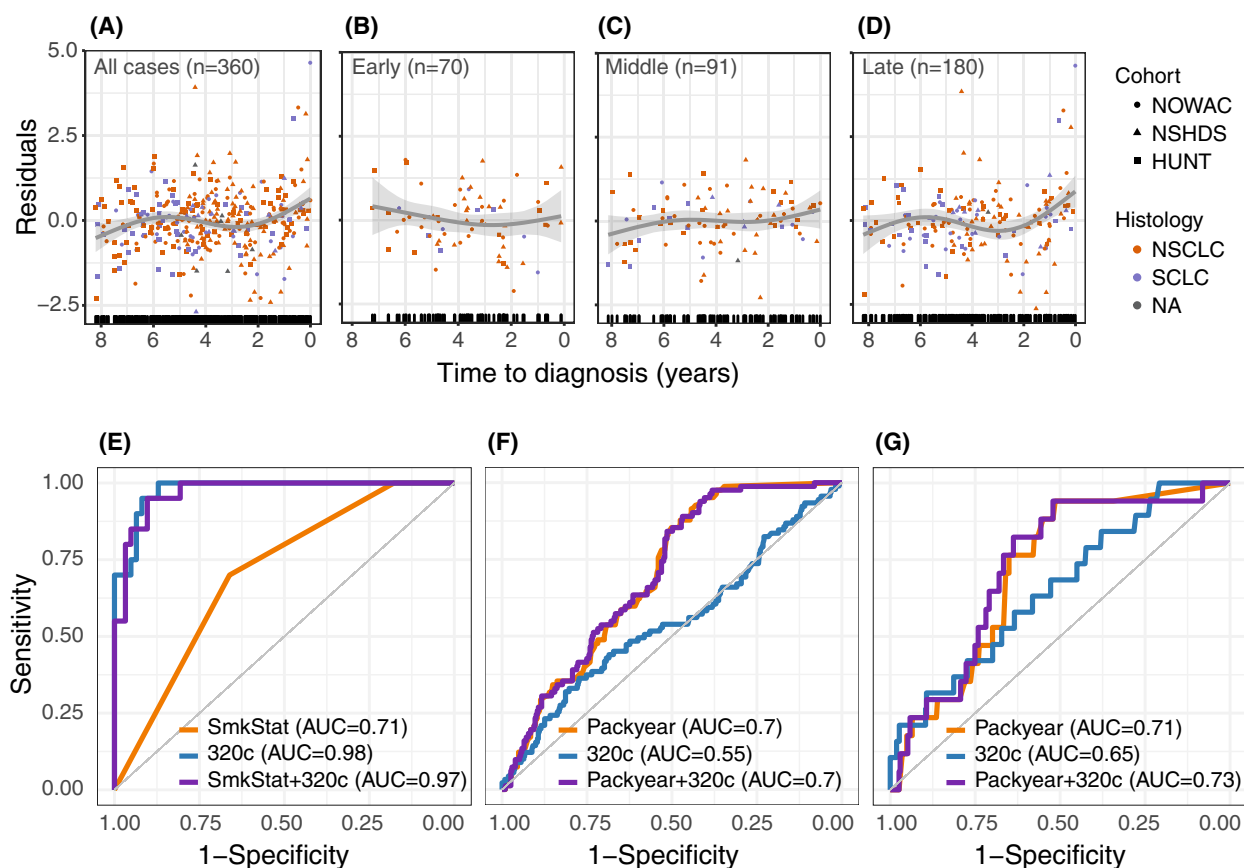 (A) (B) (C) (D)
All cases (n=360)
Early (n=70)
Middle (n=91)
Late (n=180)
5.0
2.5
0.0
−2.5
Residuals
8 6 4 2 0
8 6 4 2 0
8 6 4 2 0
8 6 4 2 0
Time to diagnosis (years)
Cohort
NOWAC
NSHDS
HUNT
Histology
NSCLC
SCLC
NA
(E) (F) (G)
1.00
0.75
0.50
0.25
0.00
Sensitivity
SmkStat (AUC=0.71)
320c (AUC=0.98)
SmkStat+320c (AUC=0.97)
Packyear (AUC=0.7)
320c (AUC=0.55)
Packyear+320c (AUC=0.7)
Packyear (AUC=0.71)
320c (AUC=0.65)
Packyear+320c (AUC=0.73)
1.00 0.75 0.50 0.25 0.00
1.00 0.75 0.50 0.25 0.00
1.00 0.75 0.50 0.25 0.00
1−Specificity
1−Specificity
1−Specificity